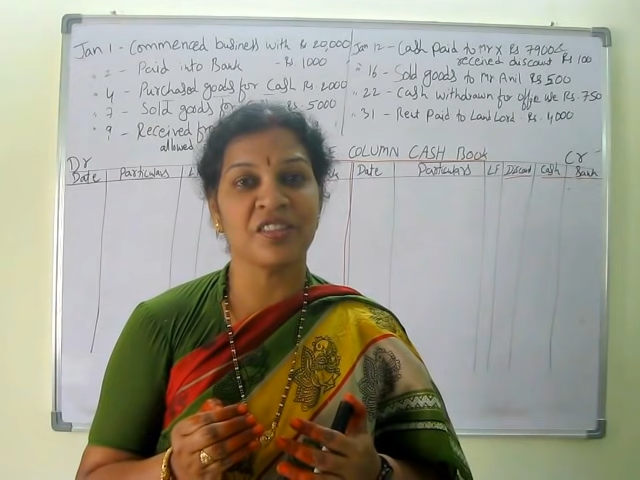 Jan 1 - Commenced business with Rs 20,000
" 2 - Paid into Bank - Rs 1000
" 4 - Purchased goods for Cash Rs 2000
" 7 - Sold goods for Rs. 5000
" 9 - Received
allowed
Jan 12 - Cash paid to Mr X Rs 7900 &
received discount Rs 100
" 16 - Sold goods to Mr Anil Rs 500
" 22 - Cash withdrawn for office Use Rs 750
" 31 - Rent Paid to LandLord Rs. 4000
COLUMN CASH BOOK
Dr Cr
Date Particulars Date Particulars LF Discount Cash Bank